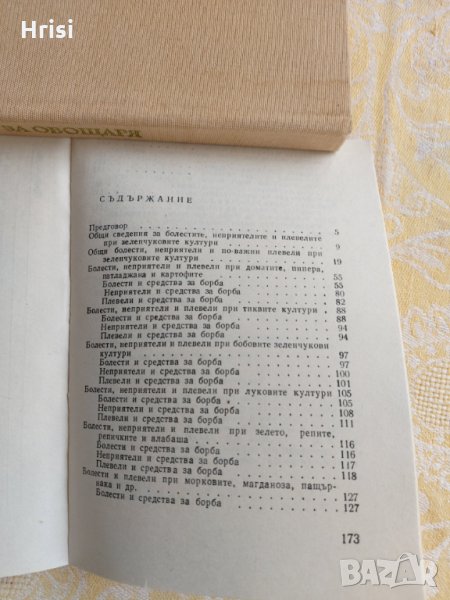 Hrisi
ЗА ОВОЩАРЯ
СЪДЪРЖАНИЕ
Предговор 5
Общи сведения за болестите, неприятелите и плевелите
при зеленчуковите култури 9
Общи болести, неприятели и по-важни плевели при
зеленчуковите култури 19
Болести, неприятели и плевели при доматите, пипера,
патладжана и картофите 55
Болести и средства за борба 55
Неприятели и средства за борба 80
Плевели и средства за борба 82
Болести, неприятели и плевели при тиквите култури 88
Болести и средства за борба 88
Неприятели и средства за борба 94
Плевели и средства за борба 94
Болести, неприятели и плевели при бобовите зеленчукови
култури 97
Болести и средства за борба 97
Неприятели и средства за борба 100
Плевели и средства за борба 101
Болести, неприятели и плевели при луковите култури 105
Болести и средства за борба 105
Неприятели и средства за борба 108
Плевели и средства за борба 111
Болести, неприятели и плевели при зелето, репите,
репичките и алабаша 116
Болести и средства за борба 116
Неприятели и средства за борба 117
Плевели и средства за борба 118
Болести и плевели при морковите, магданоза, пащър-
нака и др. 127
Болести и средства за борба 127
173
BAZAR